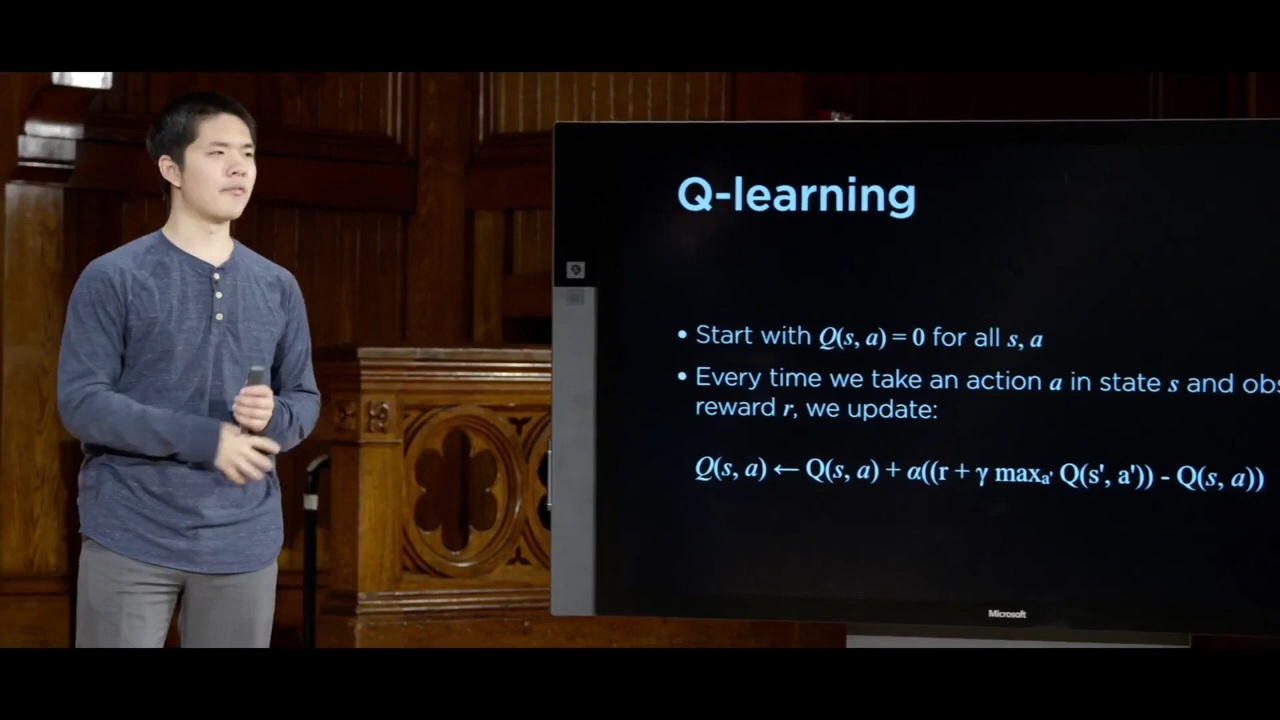 Q-learning
• Start with Q(s, a) = 0 for all s, a
• Every time we take an action a in state s and
reward r, we update:
Q(s, a) ← Q(s, a) + α((r + γ maxₐ' Q(s', a')) - Q(s, a))
Microsoft